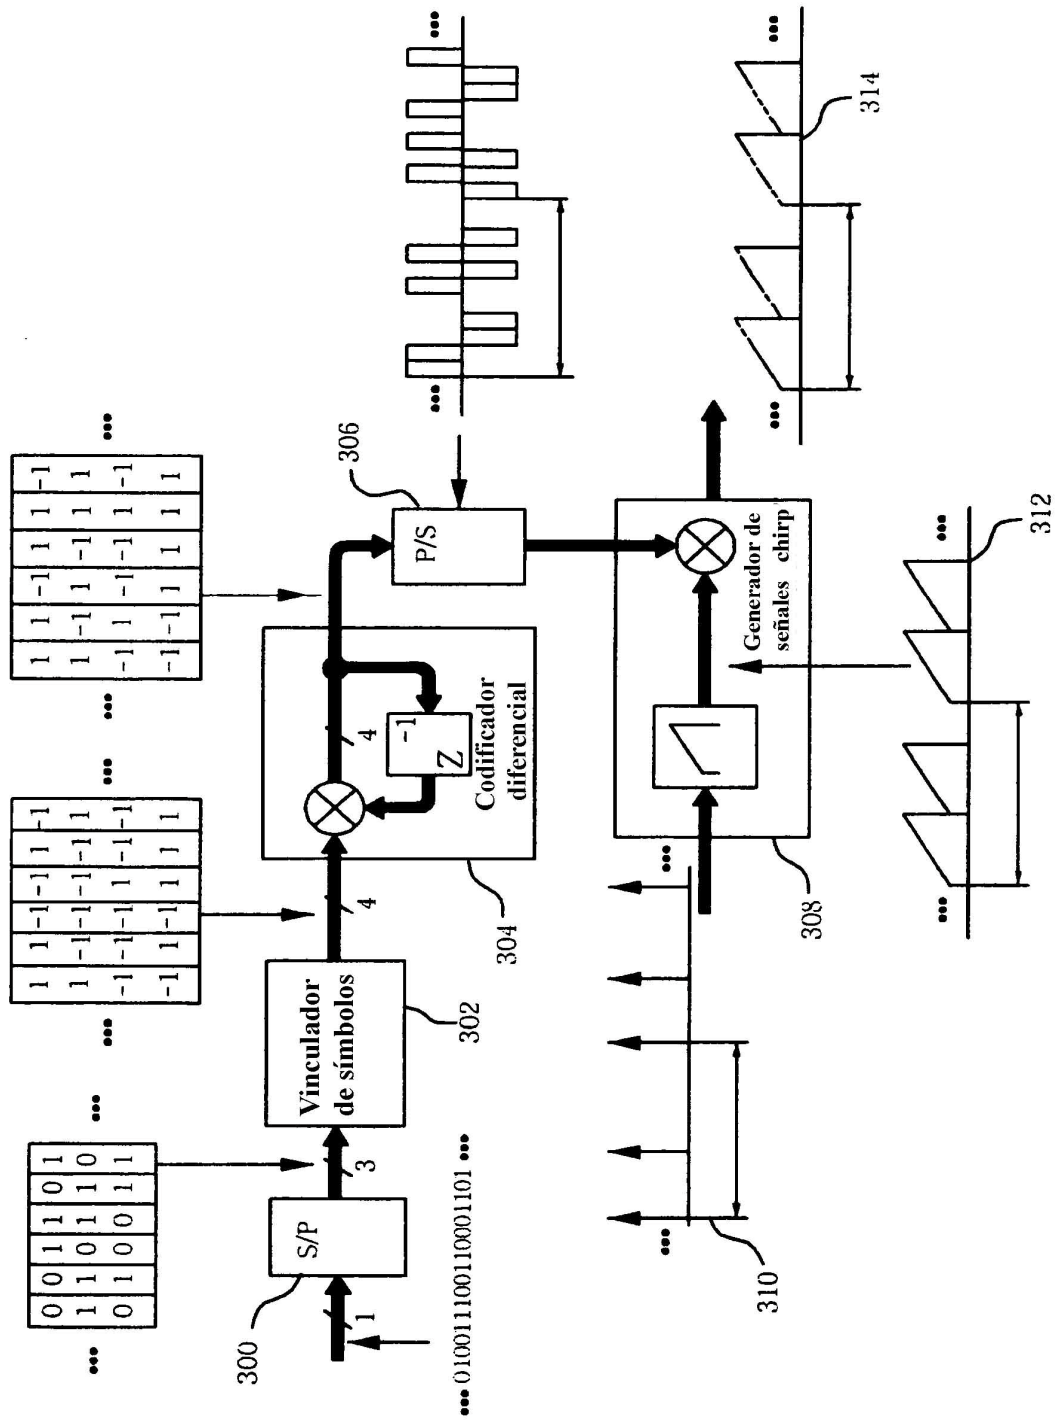 ••• 0 0 1 1 0 1 •••
1 1 0 1 1 0
0 1 0 0 1 1
••• 1 1 -1 -1 1 -1 •••
1 -1 -1 -1 -1 1
-1 -1 -1 1 -1 -1
-1 1 -1 1 1 1
••• 1 1 1 1 1 -1 •••
1 -1 1 -1 1 1
-1 1 -1 -1 1 -1
-1 -1 1 1 1 1
300
1
S/P
3
Vinculador
de símbolos
302
4
304
4
Z-1
Codificador
diferencial
306
P/S
••• •••
•••0100111001100110001101•••
••• •••
310
308
Generador de
señales chirp
••• •••
314
••• •••
312